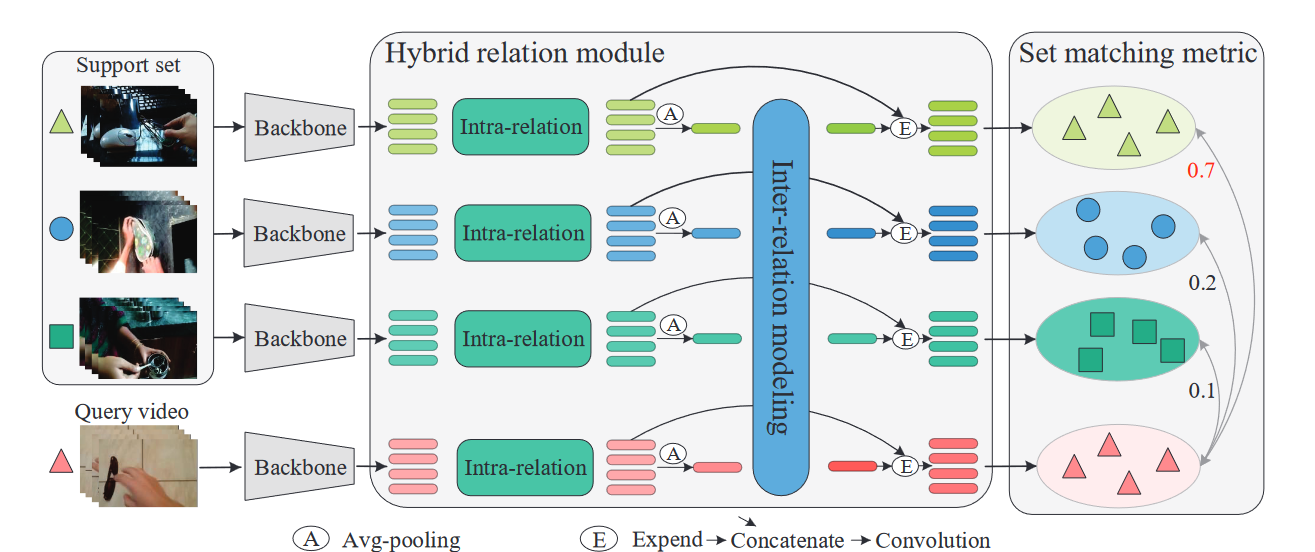 Hybrid relation module
Set matching metric
Support set
Backbone
Intra-relation
A
E
0.7
Backbone
Intra-relation
A
E
Inter-relation modeling
0.2
Backbone
Intra-relation
A
E
0.1
Query video
Backbone
Intra-relation
A
E
A Avg-pooling
E Expend → Concatenate → Convolution